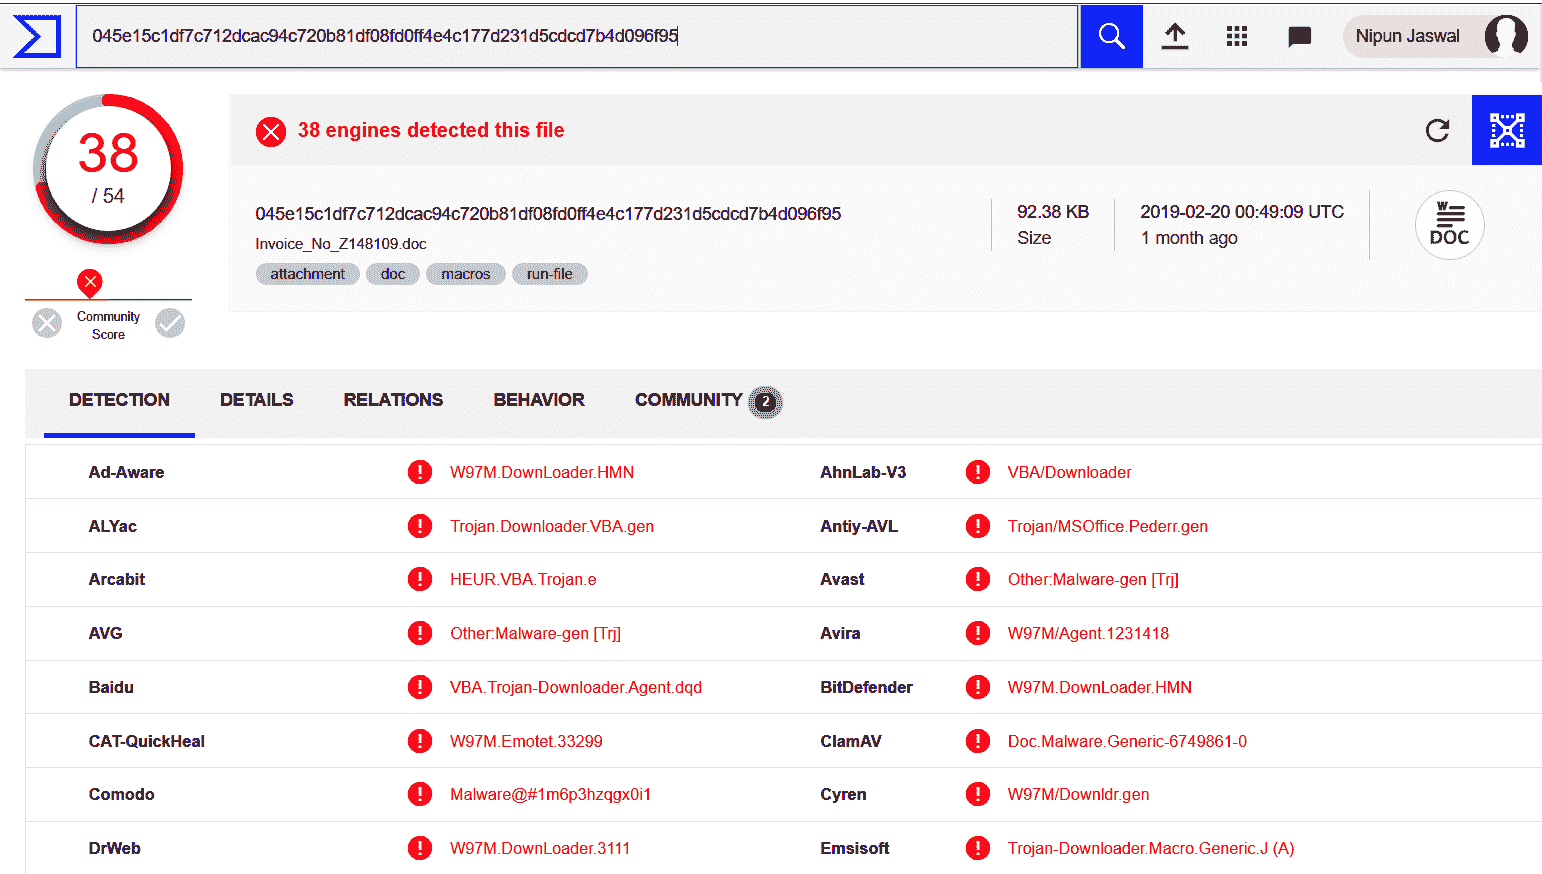 045e15c1df7c712dcac94c720b81df08fd0ff4e4c177d231d5cdcd7b4d096f95
Nipun Jaswal
38
/ 54
Community
Score
38 engines detected this file
045e15c1df7c712dcac94c720b81df08fd0ff4e4c177d231d5cdcd7b4d096f95
Invoice_No_Z148109.doc
attachment doc macros run-file
92.38 KB
Size
2019-02-20 00:49:09 UTC
1 month ago
W
DOC
DETECTION DETAILS RELATIONS BEHAVIOR COMMUNITY 2
Ad-Aware W97M.DownLoader.HMN AhnLab-V3 VBA/Downloader
ALYac Trojan.Downloader.VBA.gen Antiy-AVL Trojan/MSOffice.Pederr.gen
Arcabit HEUR.VBA.Trojan.e Avast Other:Malware-gen [Trj]
AVG Other:Malware-gen [Trj] Avira W97M/Agent.1231418
Baidu VBA.Trojan-Downloader.Agent.dqd BitDefender W97M.DownLoader.HMN
CAT-QuickHeal W97M.Emotet.33299 ClamAV Doc.Malware.Generic-6749861-0
Comodo Malware@#1m6p3hzqgx0i1 Cyren W97M/Downldr.gen
DrWeb W97M.DownLoader.3111 Emsisoft Trojan-Downloader.Macro.Generic.J (A)